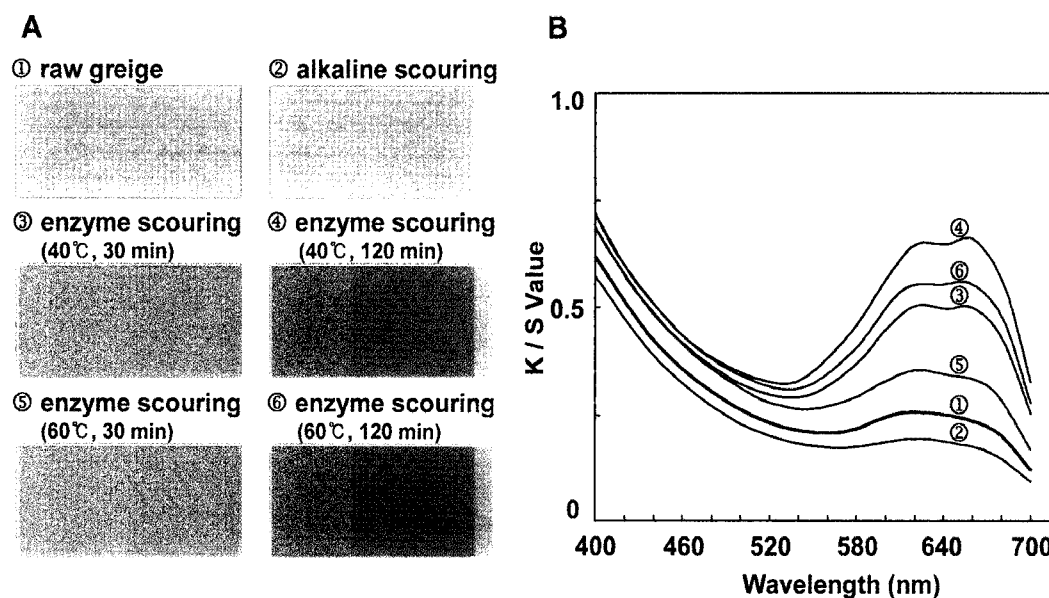 A
① raw greige
② alkaline scouring
③ enzyme scouring
(40℃, 30 min)
④ enzyme scouring
(40℃, 120 min)
⑤ enzyme scouring
(60℃, 30 min)
⑥ enzyme scouring
(60℃, 120 min)
B
1.0
0.5
0
K / S Value
④
⑥
③
⑤
①
②
400 460 520 580 640 700
Wavelength (nm)